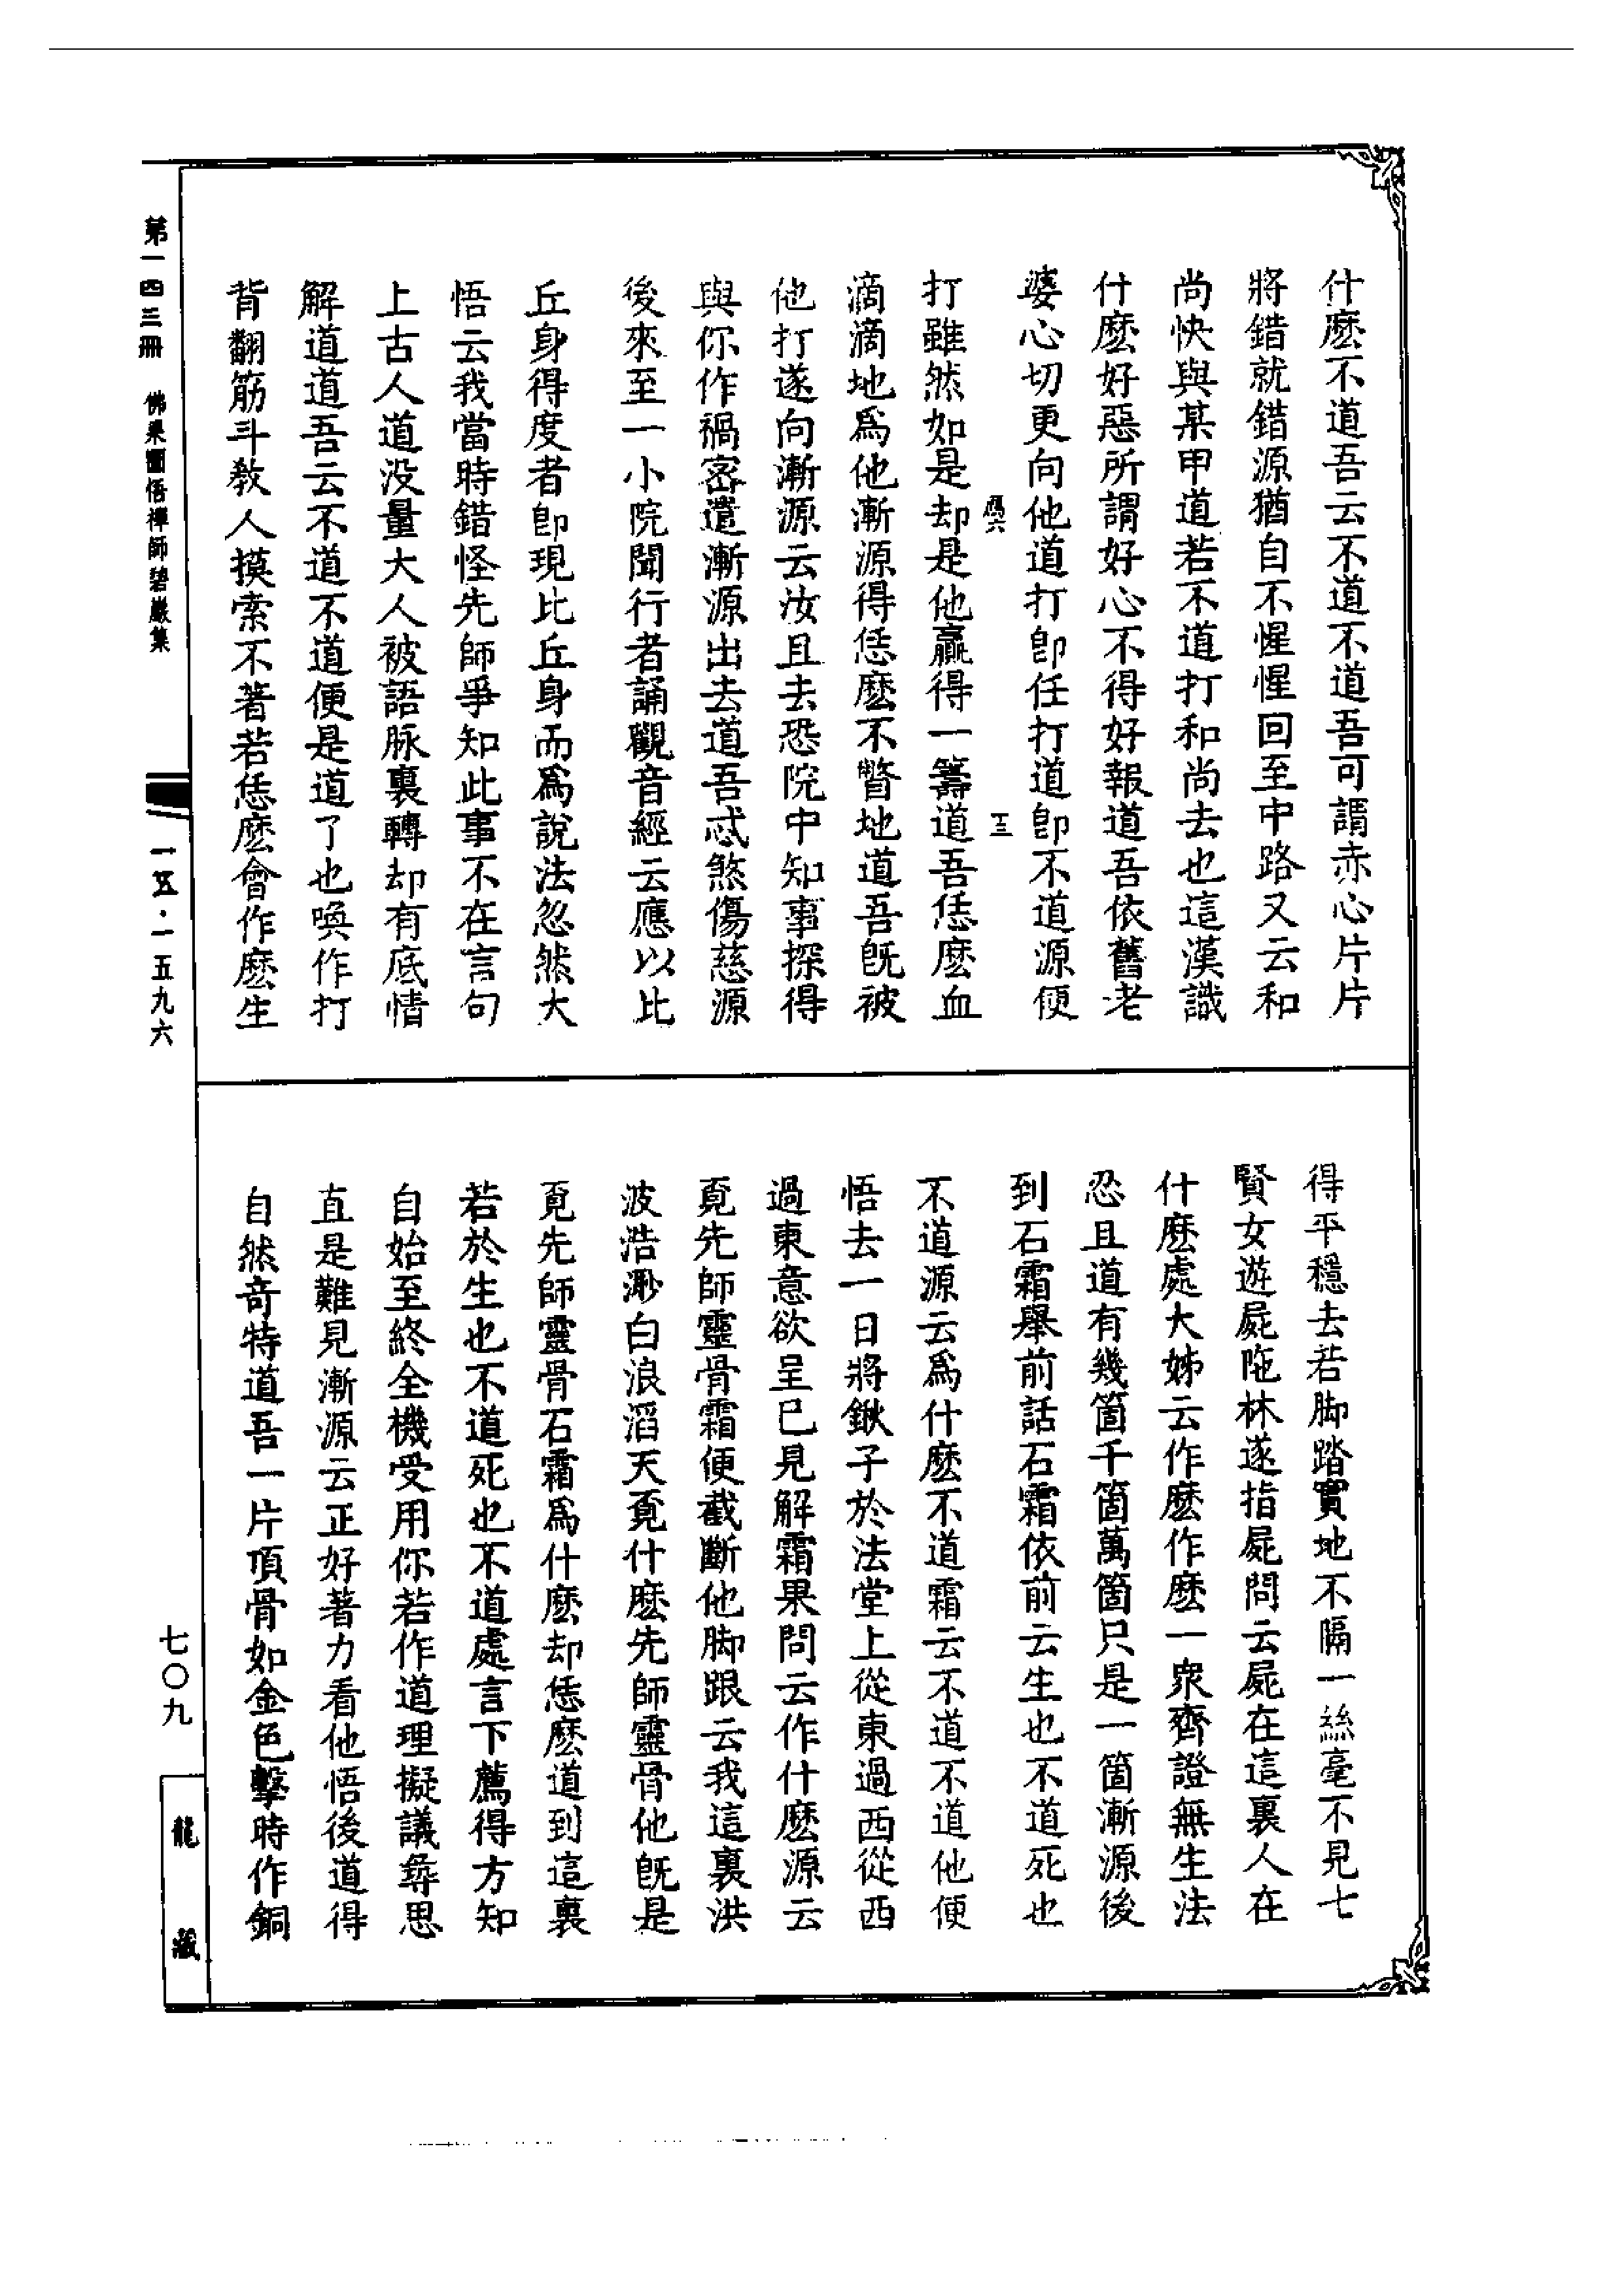 什麽不道吾云不道不道吾可謂赤心片片
將錯就錯源猶自不惺惺回至中路又云和
尚快與某甲道若不道打和尚去也這漢識
什麽好惡所謂好心不得好報道吾依舊老
婆心切更向他道打卽任打道卽不道源便
打雖然如是却是他贏得一籌道吾恁麽血
滴滴地爲他漸源得恁麽不瞥地道吾旣被
他打遂向漸源云汝且去恐院中知事探得
與你作禍密遣漸源出去道吾忒煞傷慈源
後來至一小院聞行者誦觀音經云應以比
丘身得度者卽現比丘身而爲說法忽然大
悟云我當時錯怪先師爭知此事不在言句
上古人道没量大人被語脉裏轉却有底情
解道道吾云不道不道便是道了也喚作打
背翻筋斗教人摸索不著若恁麽會作麽生
得平穩去若脚踏實地不隔一絲毫不見七
賢女遊屍陁林遂指屍問云屍在這裏人在
什麽處大姊云作麽作麽一衆齊證無生法
忍且道有幾箇千箇萬箇只是一箇漸源後
到石霜舉前話石霜依前云生也不道死也
不道源云爲什麽不道霜云不道不道他便
悟去一日將鍬子於法堂上從東過西從西
過東意欲呈已見解霜果問云作什麽源云
覓先師靈骨霜便截斷他脚跟云我這裏洪
波浩渺白浪滔天覓什麽先師靈骨他旣是
覓先師靈骨石霜爲什麽却恁麽道到這裏
若於生也不道死也不道處言下薦得方知
自始至終全機受用你若作道理擬議尋思
直是難見漸源云正好著力看他悟後道得
自然奇特道吾一片頂骨如金色擊時作銅
第一四三冊　佛果圜悟禪師碧巖集
一五·一五九六
七〇九
龍藏